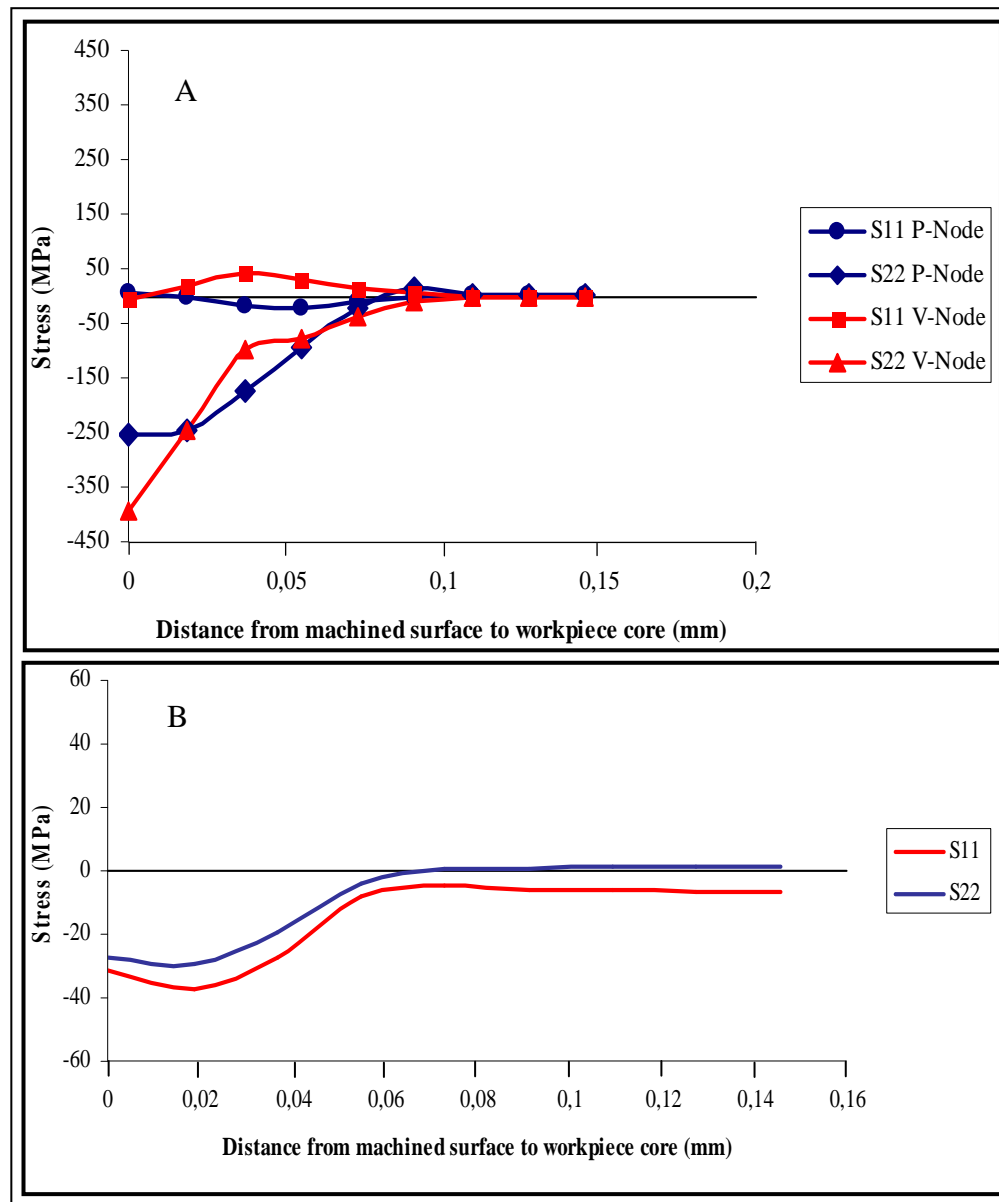 A
450
350
250
150
50
-50
-150
-250
-350
-450
Stress (MPa)
0
0,05
0,1
0,15
0,2
Distance from machined surface to workpiece core (mm)
S11 P-Node
S22 P-Node
S11 V-Node
S22 V-Node
B
60
40
20
0
-20
-40
-60
Stress (MPa)
0
0,02
0,04
0,06
0,08
0,1
0,12
0,14
0,16
Distance from machined surface to workpiece core (mm)
S11
S22